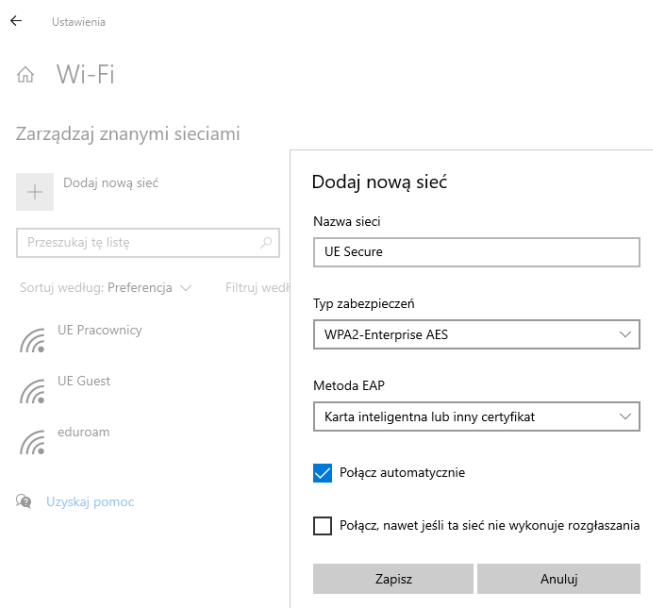 Ustawienia
Wi-Fi
Zarządzaj znanymi sieciami
Dodaj nową sieć
Przeszukaj tę listę
Sortuj według: Preferencja
Filtruj wedł
UE Pracownicy
UE Guest
eduroam
Uzyskaj pomoc
Dodaj nową sieć
Nazwa sieci
UE Secure
Typ zabezpieczeń
WPA2-Enterprise AES
Metoda EAP
Karta inteligentna lub inny certyfikat
Połącz automatycznie
Połącz, nawet jeśli ta sieć nie wykonuje rozgłaszania
Zapisz
Anuluj